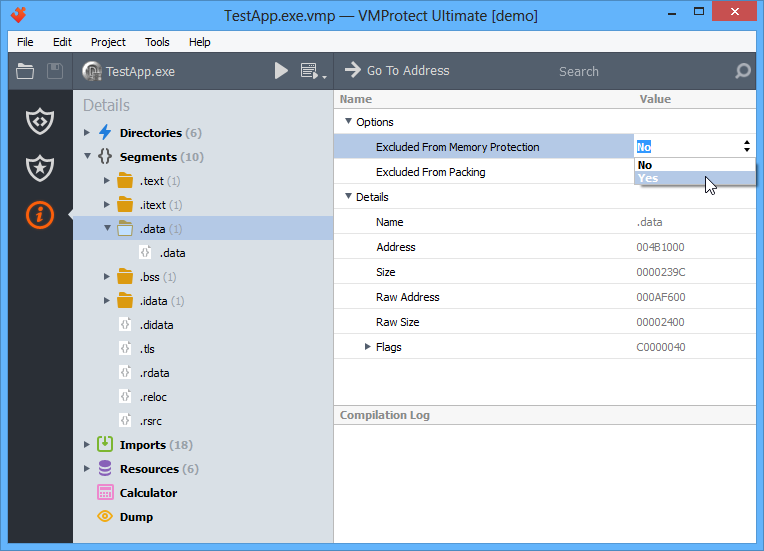 TestApp.exe.vmp — VMProtect Ultimate [demo]
File Edit Project Tools Help
TestApp.exe Go To Address Search
Details
Directories (6)
Segments (10)
.text (1)
.itext (1)
.data (1)
.data
.bss (1)
.idata (1)
.didata
.tls
.rdata
.reloc
.rsrc
Imports (18)
Resources (6)
Calculator
Dump
Name Value
Options
Excluded From Memory Protection No
No
Yes
Excluded From Packing
Details
Name .data
Address 004B1000
Size 0000239C
Raw Address 000AF600
Raw Size 00002400
Flags C0000040
Compilation Log